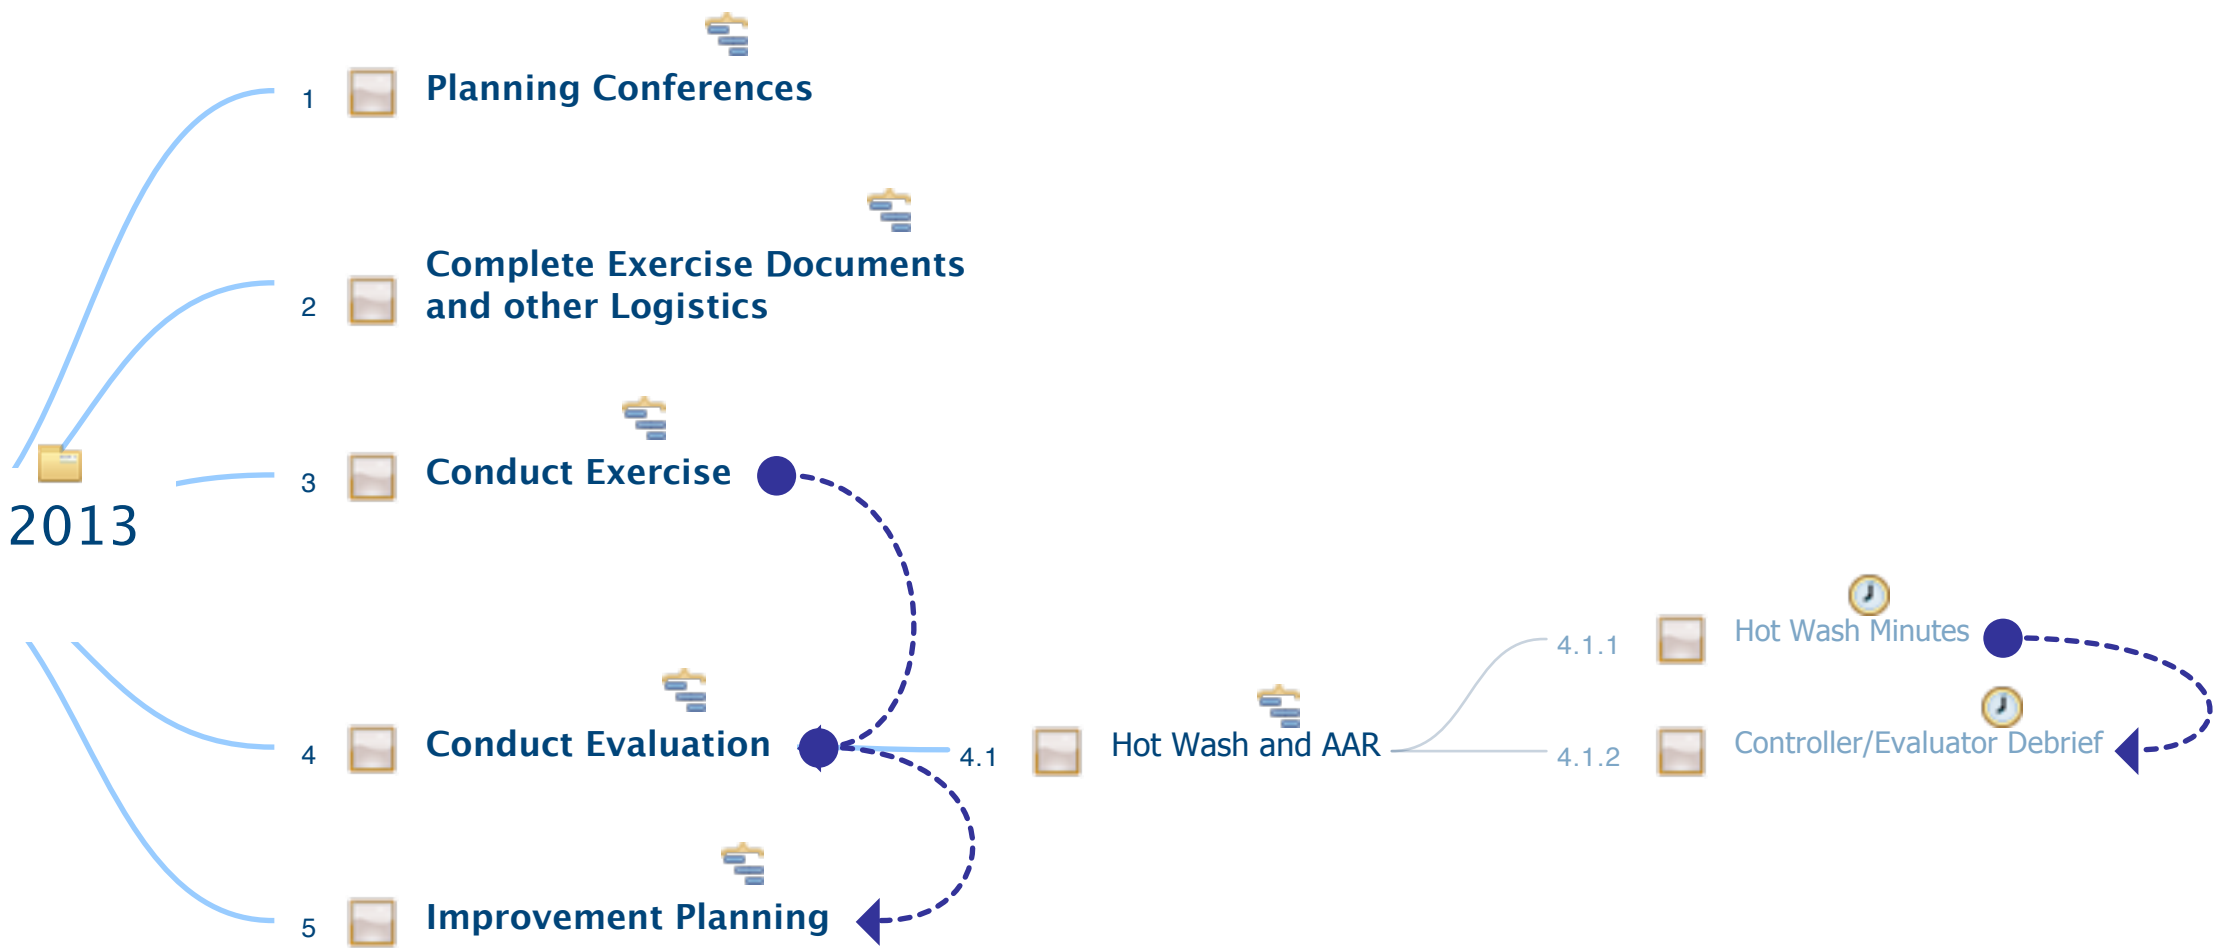 1 Planning Conferences
2 Complete Exercise Documents
and other Logistics
3 Conduct Exercise
2013
4 Conduct Evaluation
4.1 Hot Wash and AAR
4.1.1 Hot Wash Minutes
4.1.2 Controller/Evaluator Debrief
5 Improvement Planning